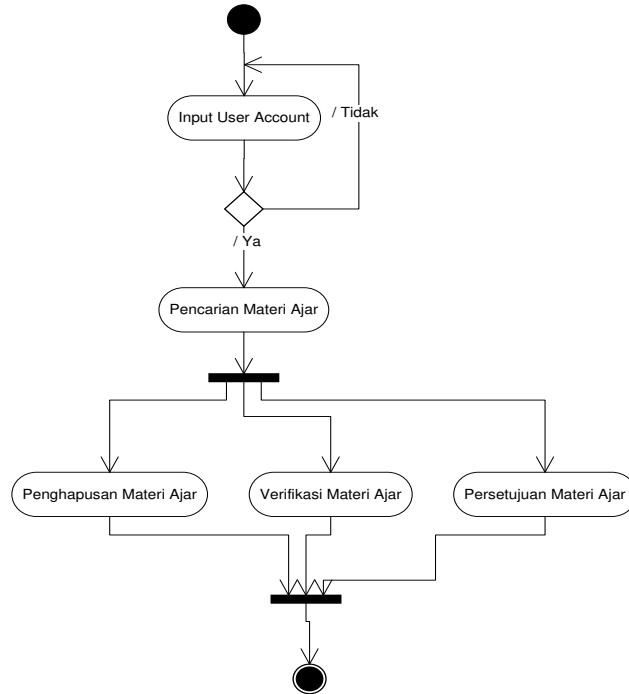 Input User Account
/ Tidak
/ Ya
Pencarian Materi Ajar
Penghapusan Materi Ajar
Verifikasi Materi Ajar
Persetujuan Materi Ajar